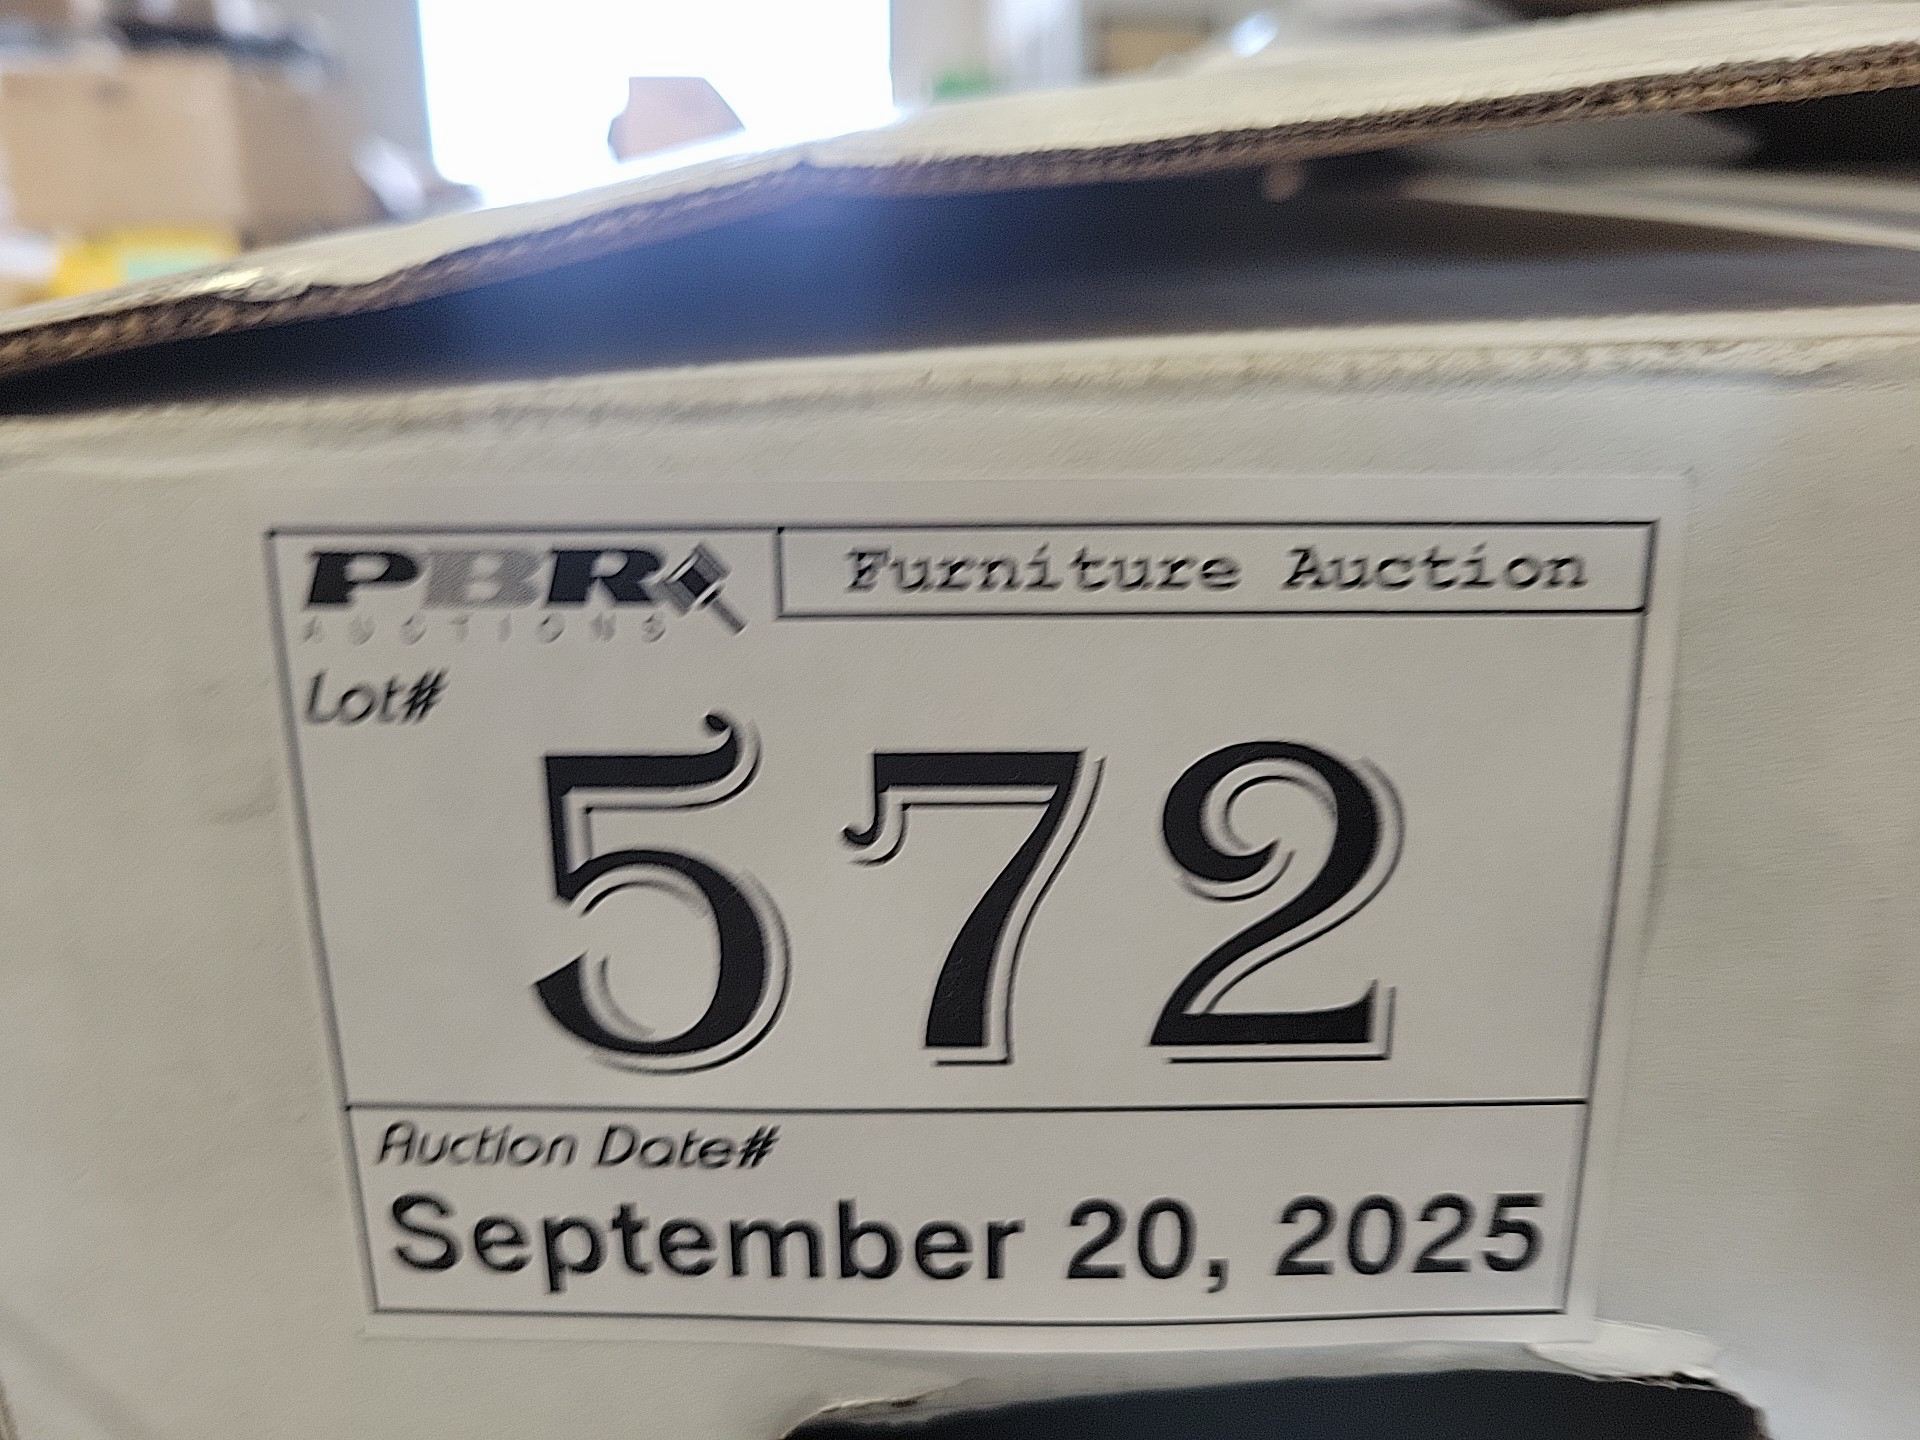 PBR
AUCTIONS
Furniture Auction
Lot#
572
Auction Date#
September 20, 2025